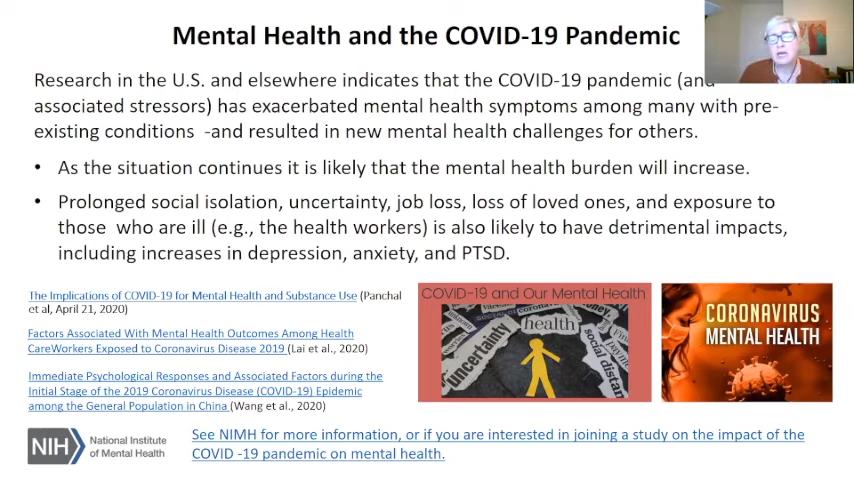 Mental Health and the COVID-19 Pandemic
Research in the U.S. and elsewhere indicates that the COVID-19 pandemic (and
associated stressors) has exacerbated mental health symptoms among many with pre-
existing conditions -and resulted in new mental health challenges for others.
• As the situation continues it is likely that the mental health burden will increase.
• Prolonged social isolation, uncertainty, job loss, loss of loved ones, and exposure to
those who are ill (e.g., the health workers) is also likely to have detrimental impacts,
including increases in depression, anxiety, and PTSD.
The Implications of COVID-19 for Mental Health and Substance Use (Panchal
et al, April 21, 2020)
Factors Associated With Mental Health Outcomes Among Health
CareWorkers Exposed to Coronavirus Disease 2019 (Lai et al., 2020)
Immediate Psychological Responses and Associated Factors during the
Initial Stage of the 2019 Coronavirus Disease (COVID-19) Epidemic
among the General Population in China (Wang et al., 2020)
COVID-19 and Our Mental Health
health
uncertainty
social distan
CORONAVIRUS
MENTAL HEALTH
NIH
National Institute
of Mental Health
See NIMH for more information, or if you are interested in joining a study on the impact of the
COVID -19 pandemic on mental health.